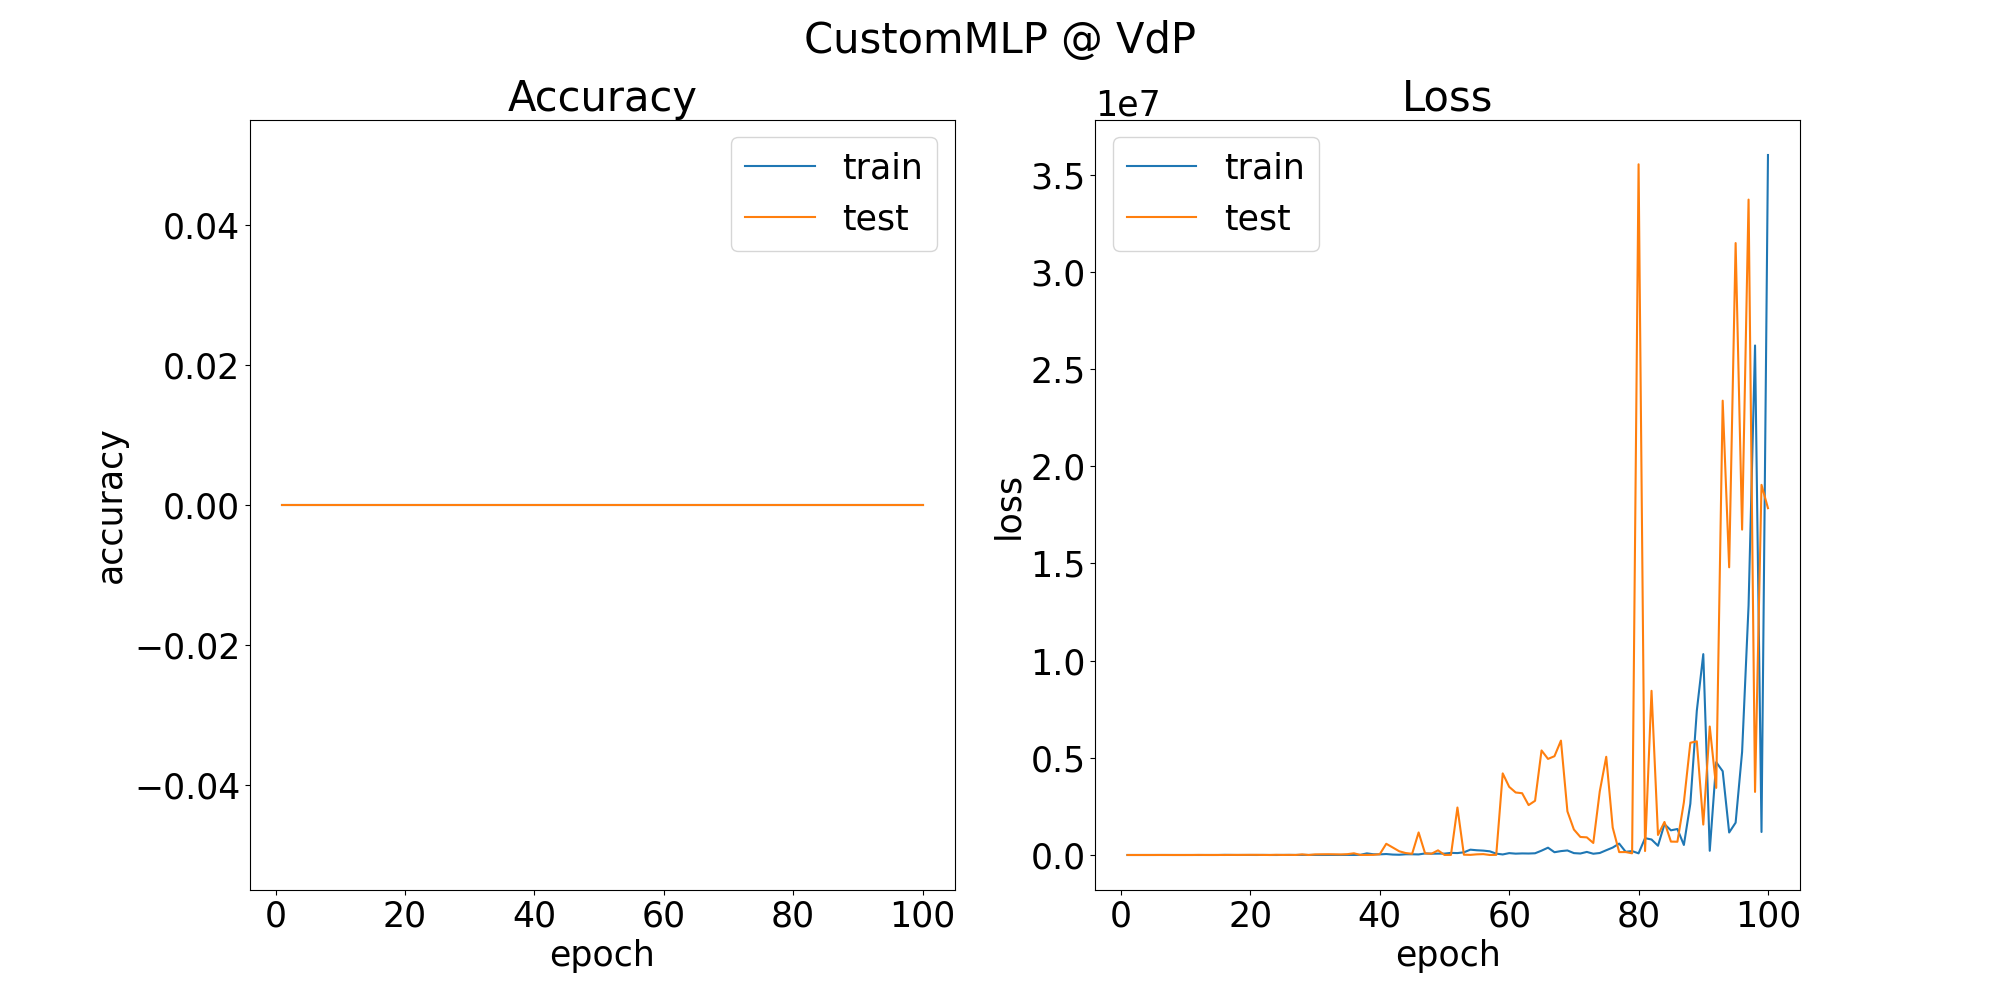 CustomMLP @ VdP
Accuracy
train
test
0.04
0.02
0.00
−0.02
−0.04
accuracy
0 20 40 60 80 100
epoch
Loss
1e7
train
test
3.5
3.0
2.5
2.0
1.5
1.0
0.5
0.0
loss
0 20 40 60 80 100
epoch